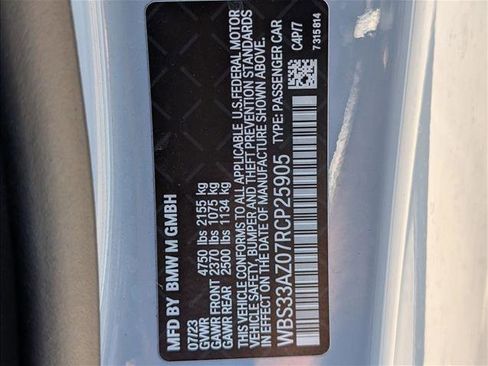 MFD BY BMW M GMBH
07/23
GVWR 4750 lbs 2155 kg
GAWR FRONT 2370 lbs 1075 kg
GAWR REAR 2500 lbs 1134 kg
THIS VEHICLE CONFORMS TO ALL APPLICABLE U.S. FEDERAL MOTOR
VEHICLE SAFETY, BUMPER AND THEFT PREVENTION STANDARDS
IN EFFECT ON THE DATE OF MANUFACTURE SHOWN ABOVE.
WBS33AZ07RCP25905 TYPE: PASSENGER CAR
C4P/7
7 315 814